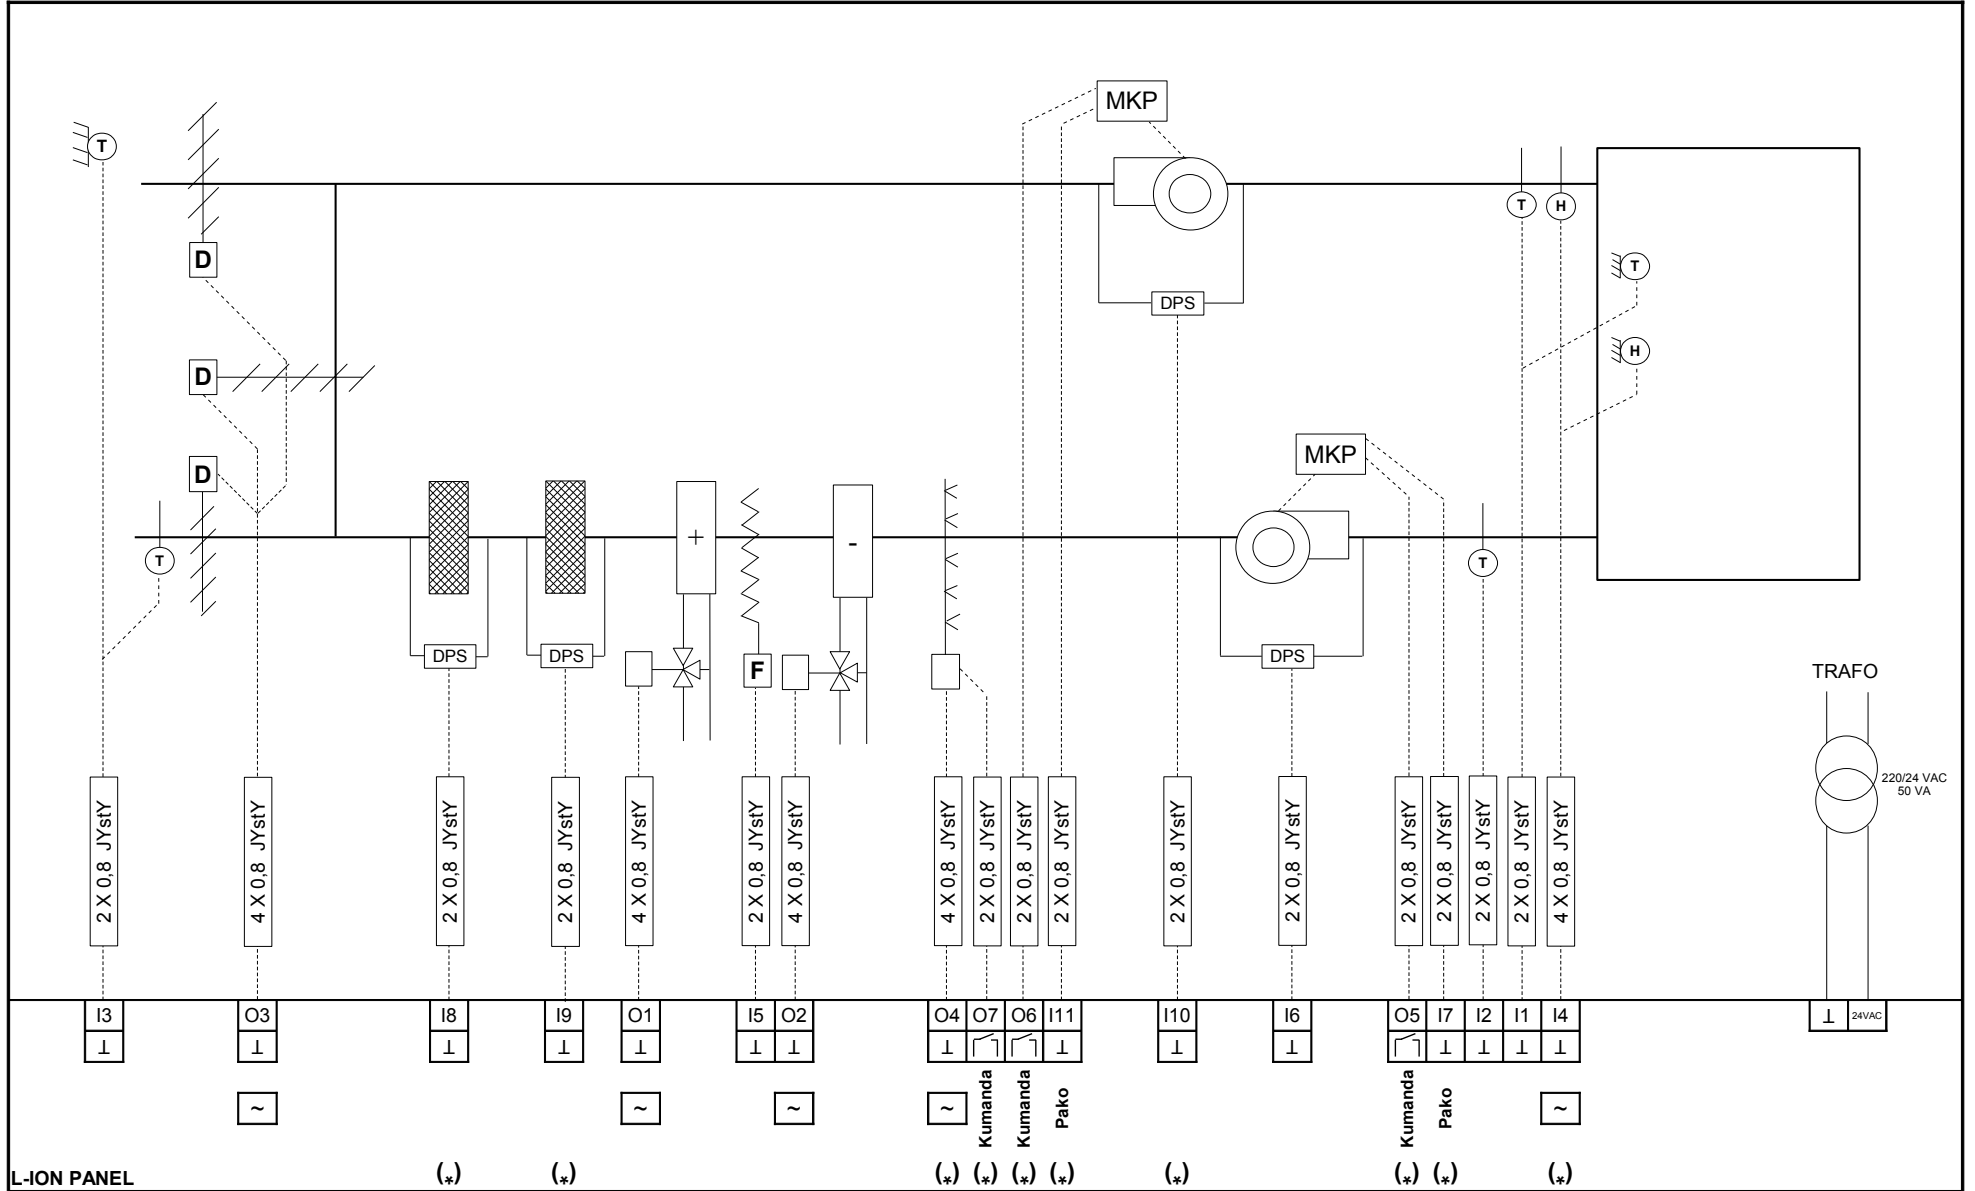 MKP
T
T
H
D
T
DPS
H
D
MKP
D
+
-
T
T
DPS
DPS
F
DPS
TRAFO
220/24 VAC
50 VA
2 X 0,8 JYstY
4 X 0,8 JYstY
2 X 0,8 JYstY
2 X 0,8 JYstY
4 X 0,8 JYstY
2 X 0,8 JYstY
4 X 0,8 JYstY
4 X 0,8 JYstY
2 X 0,8 JYstY
2 X 0,8 JYstY
2 X 0,8 JYstY
2 X 0,8 JYstY
2 X 0,8 JYstY
2 X 0,8 JYstY
2 X 0,8 JYstY
2 X 0,8 JYstY
2 X 0,8 JYstY
4 X 0,8 JYstY
I3 O3 I8 I9 O1 I5 O2 O4 O7 O6 I11 I10 I6 O5 I7 I2 I1 I4 ⊥ 24VAC
⊥ ⊥ ⊥ ⊥ ⊥ ⊥ ⊥ ⊥ ⊥ ⊥ ⊥ ⊥ ⊥ ⊥ ⊥
~ ~ ~ ~ ~
Kumanda
Kumanda
Pako
Kumanda
Pako
L-ION PANEL (*) (*) (*) (*) (*) (*) (*) (*) (*) (*)